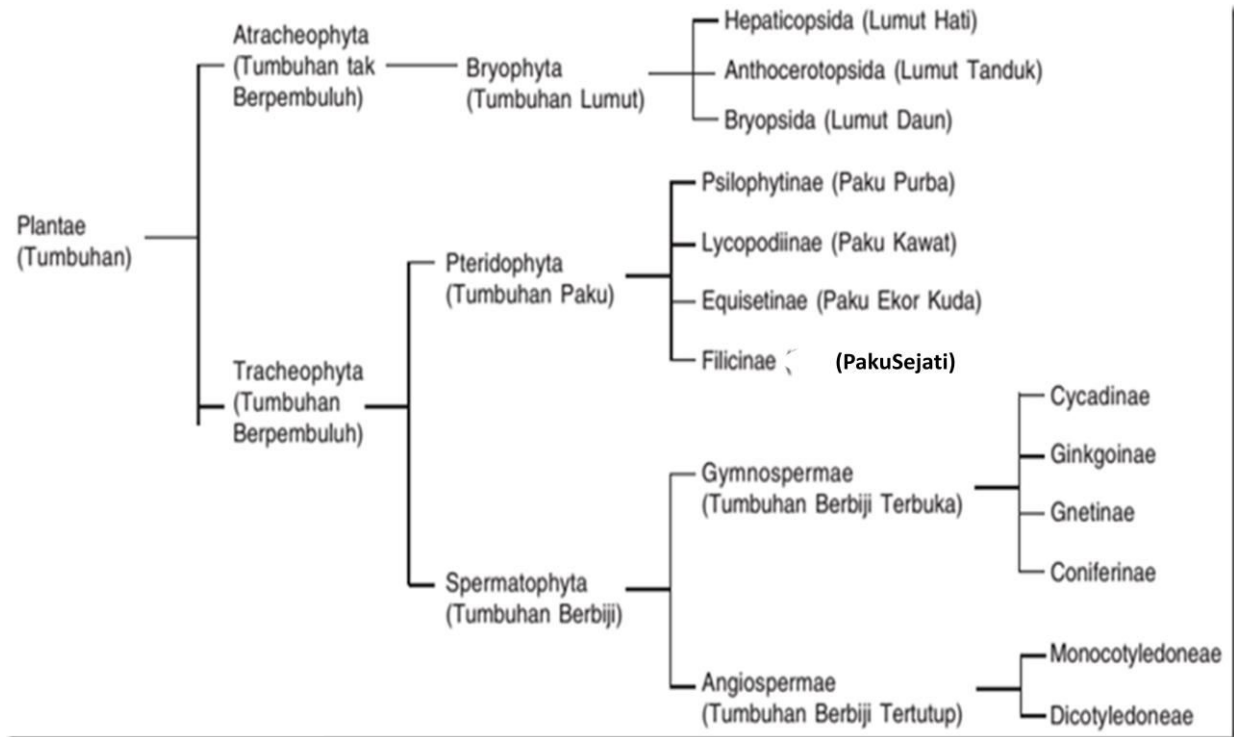 Plantae
(Tumbuhan)
Atracheophyta
(Tumbuhan tak
Berpembuluh)
Bryophyta
(Tumbuhan Lumut)
Hepaticopsida (Lumut Hati)
Anthocerotopsida (Lumut Tanduk)
Bryopsida (Lumut Daun)
Tracheophyta
(Tumbuhan
Berpembuluh)
Pteridophyta
(Tumbuhan Paku)
Psilophytinae (Paku Purba)
Lycopodiinae (Paku Kawat)
Equisetinae (Paku Ekor Kuda)
Filicinae (PakuSejati)
Spermatophyta
(Tumbuhan Berbiji)
Gymnospermae
(Tumbuhan Berbiji Terbuka)
Cycadinae
Ginkgoinae
Gnetinae
Coniferinae
Angiospermae
(Tumbuhan Berbiji Tertutup)
Monocotyledoneae
Dicotyledoneae